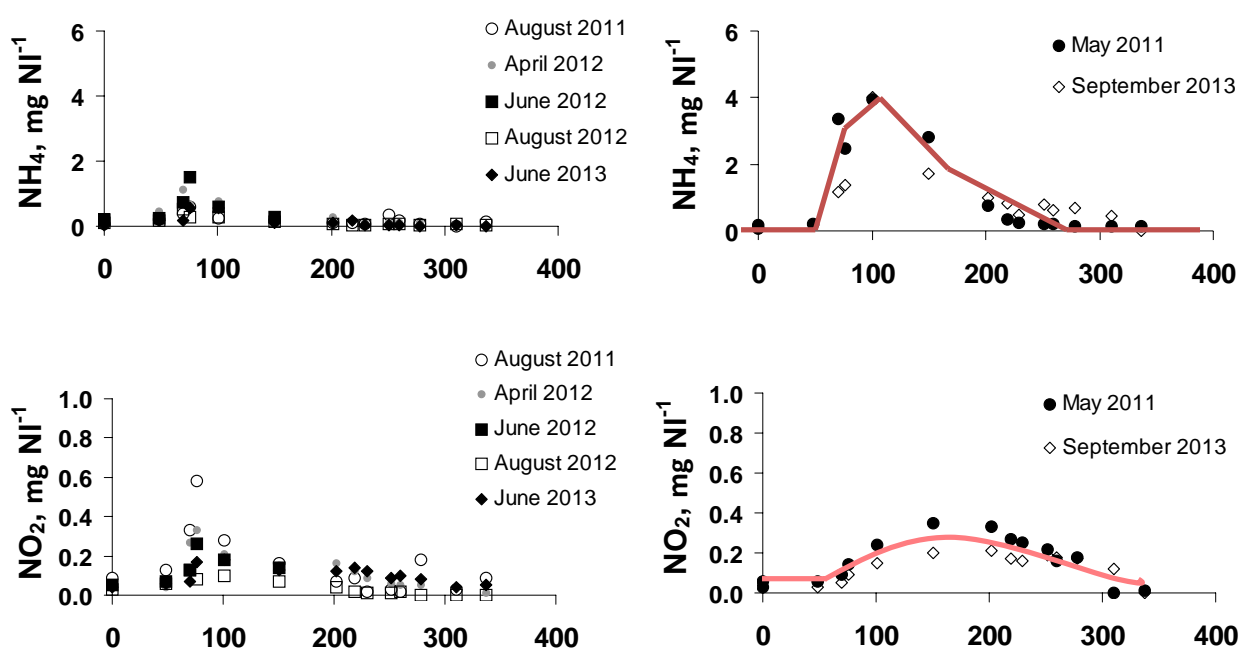 NH₄, mg Nl⁻¹
6
4
2
0
0 100 200 300 400
August 2011
April 2012
June 2012
August 2012
June 2013
NH₄, mg Nl⁻¹
6
4
2
0
0 100 200 300 400
May 2011
September 2013
NO₂, mg Nl⁻¹
1.0
0.8
0.6
0.4
0.2
0.0
0 100 200 300 400
August 2011
April 2012
June 2012
August 2012
June 2013
NO₂, mg Nl⁻¹
1.0
0.8
0.6
0.4
0.2
0.0
0 100 200 300 400
May 2011
September 2013